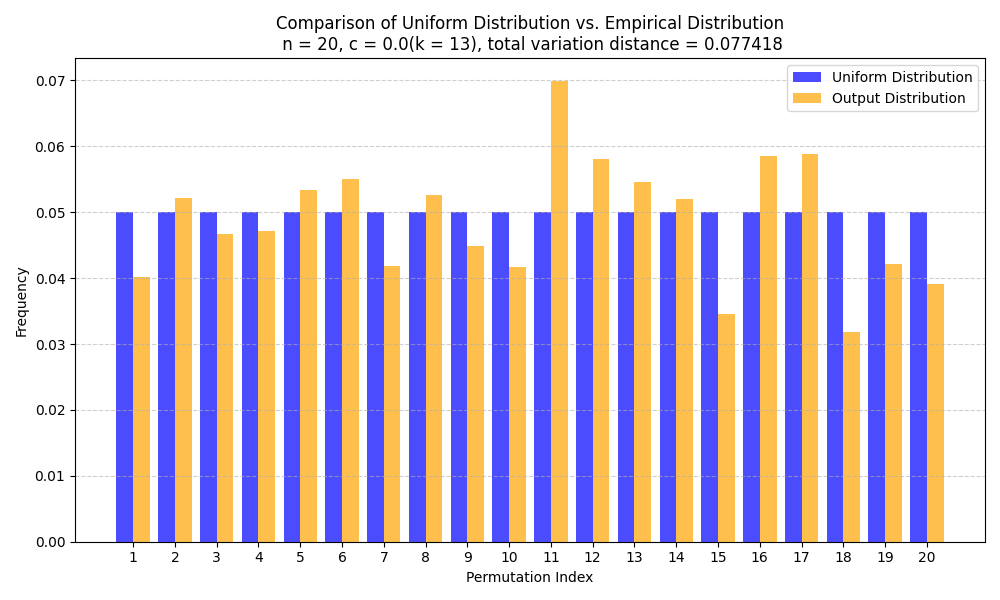 Comparison of Uniform Distribution vs. Empirical Distribution
n = 20, c = 0.0(k = 13), total variation distance = 0.077418
Uniform Distribution
Output Distribution
Frequency
0.07
0.06
0.05
0.04
0.03
0.02
0.01
0.00
1 2 3 4 5 6 7 8 9 10 11 12 13 14 15 16 17 18 19 20
Permutation Index